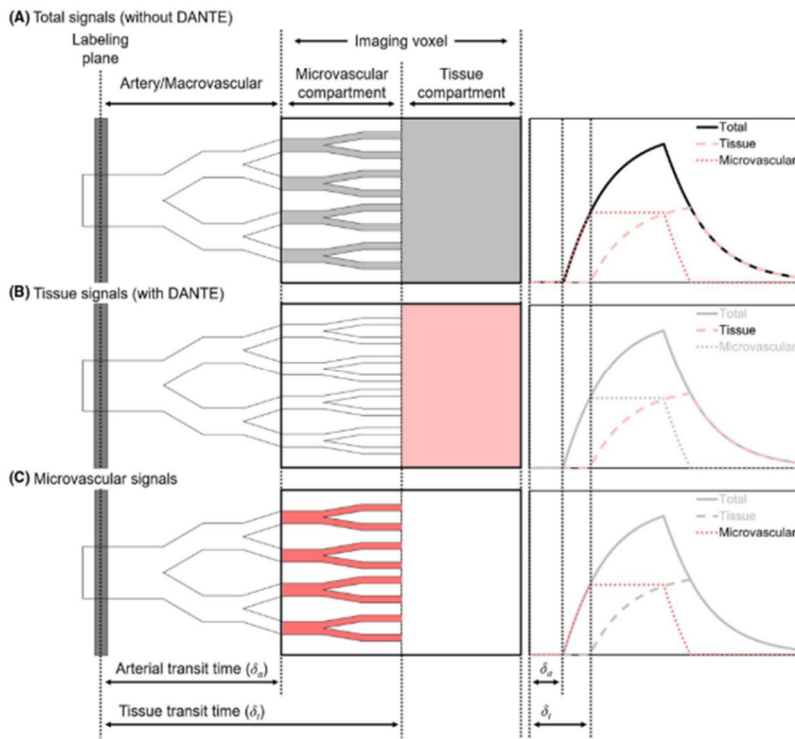 (A) Total signals (without DANTE)
Labeling
plane
Imaging voxel
Artery/Macrovascular
Microvascular
compartment
Tissue
compartment
Total
Tissue
Microvascular
(B) Tissue signals (with DANTE)
Total
Tissue
Microvascular
(C) Microvascular signals
Total
Tissue
Microvascular
Arterial transit time (δₐ)
δₐ
Tissue transit time (δₜ)
δₜ